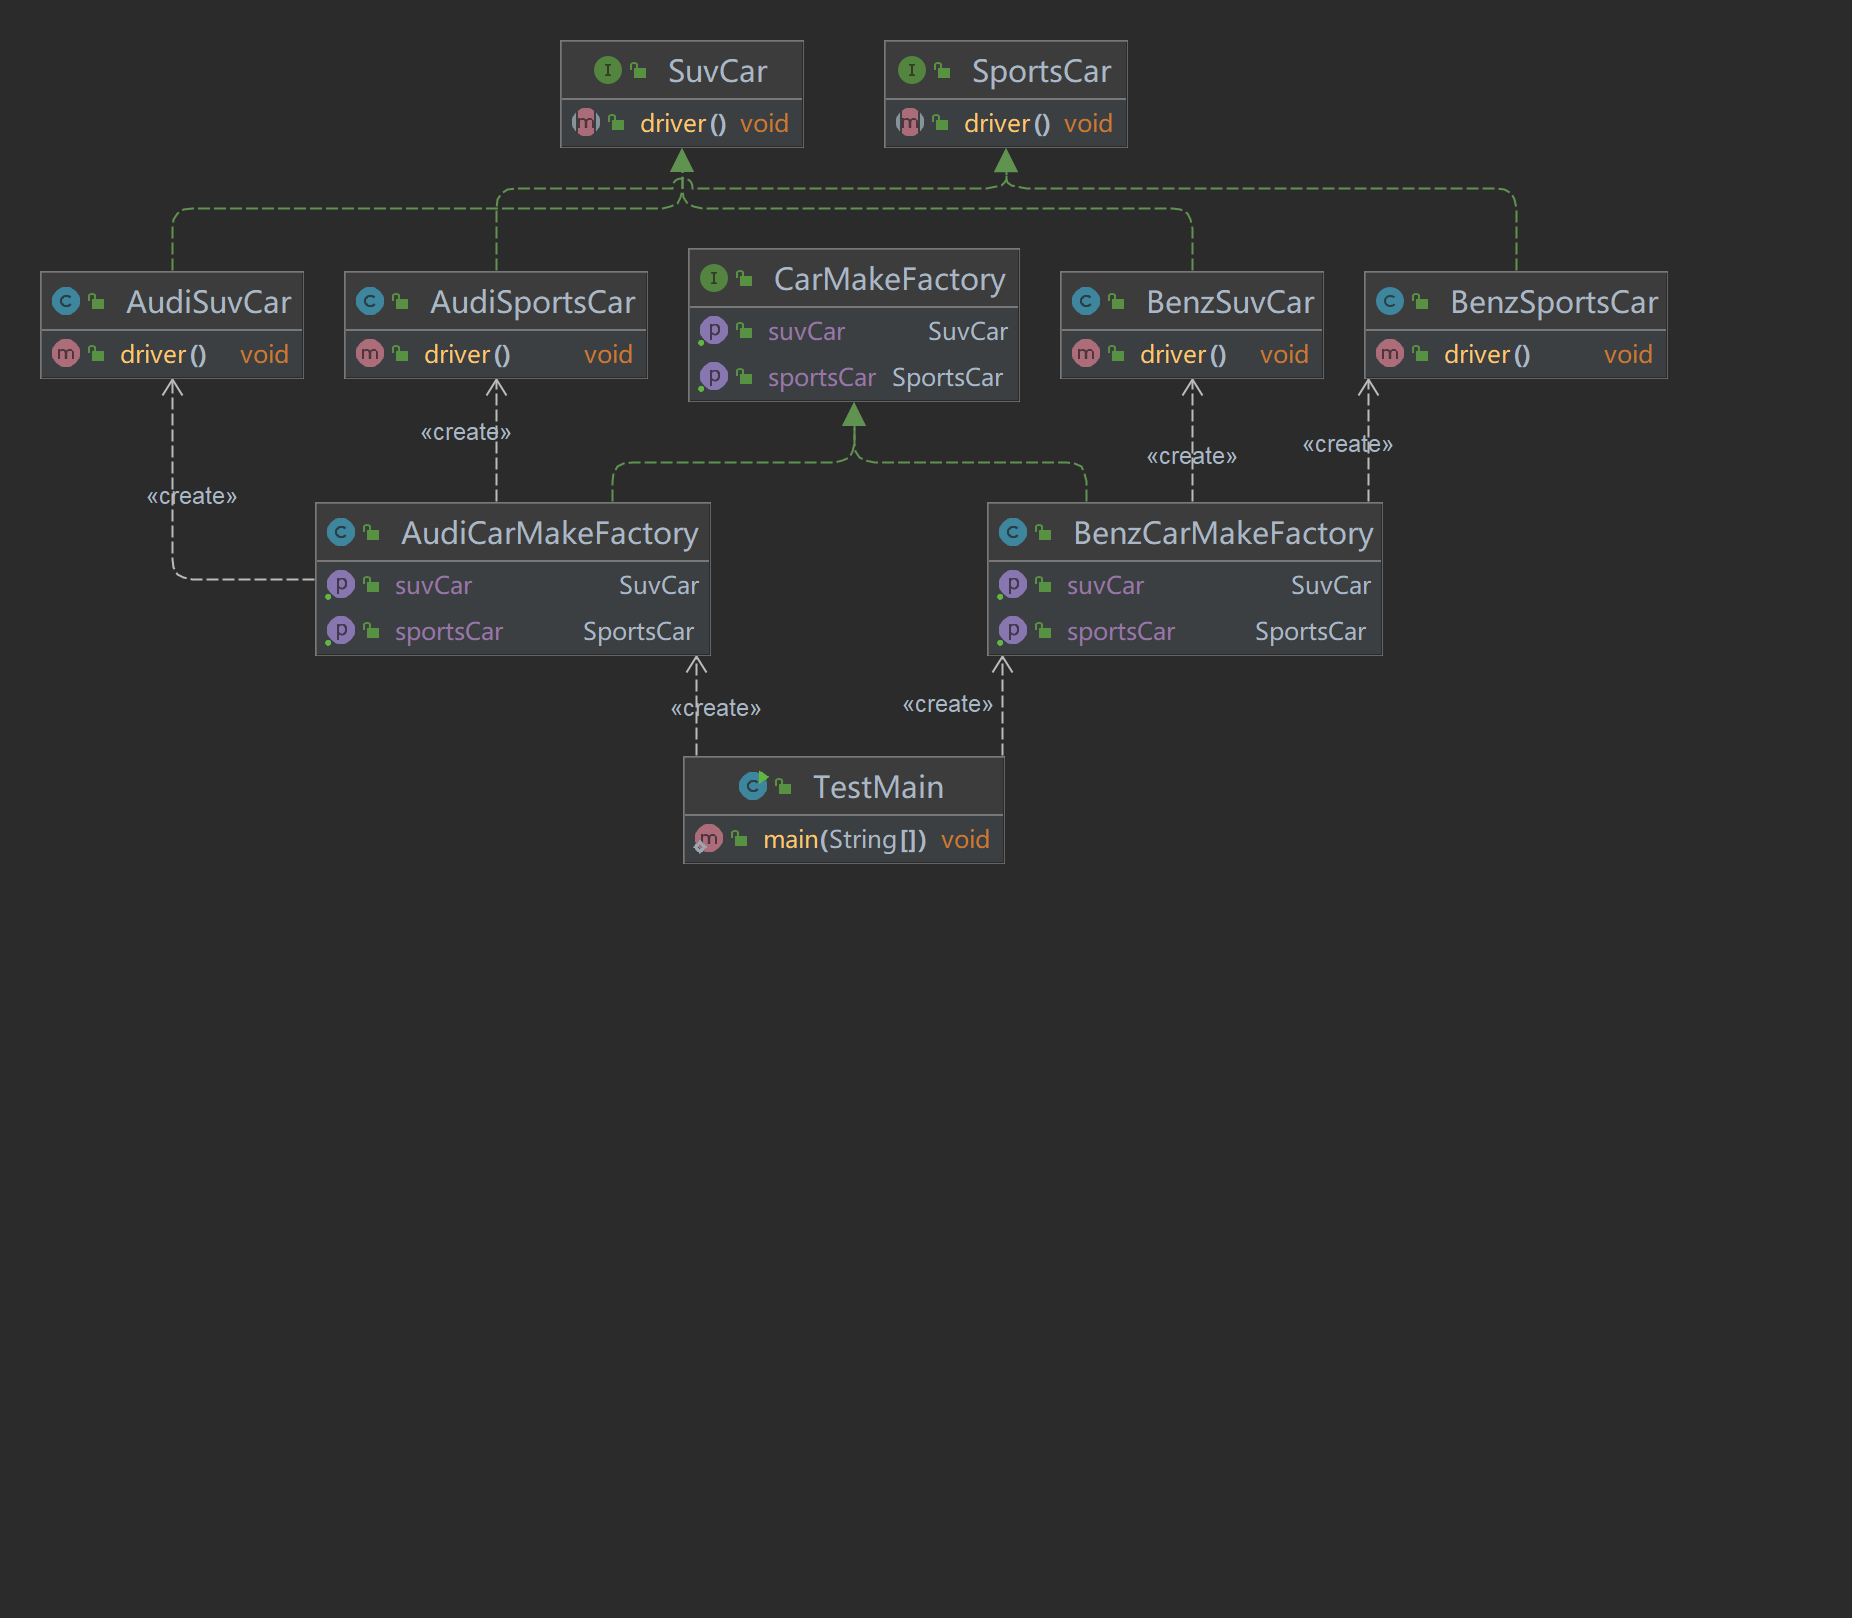 SuvCar
driver() void
SportsCar
driver() void
AudiSuvCar
driver() void
AudiSportsCar
driver() void
CarMakeFactory
suvCar SuvCar
sportsCar SportsCar
BenzSuvCar
driver() void
BenzSportsCar
driver() void
«create»
«create»
«create»
«create»
AudiCarMakeFactory
suvCar SuvCar
sportsCar SportsCar
BenzCarMakeFactory
suvCar SuvCar
sportsCar SportsCar
«create»
«create»
TestMain
main(String[]) void